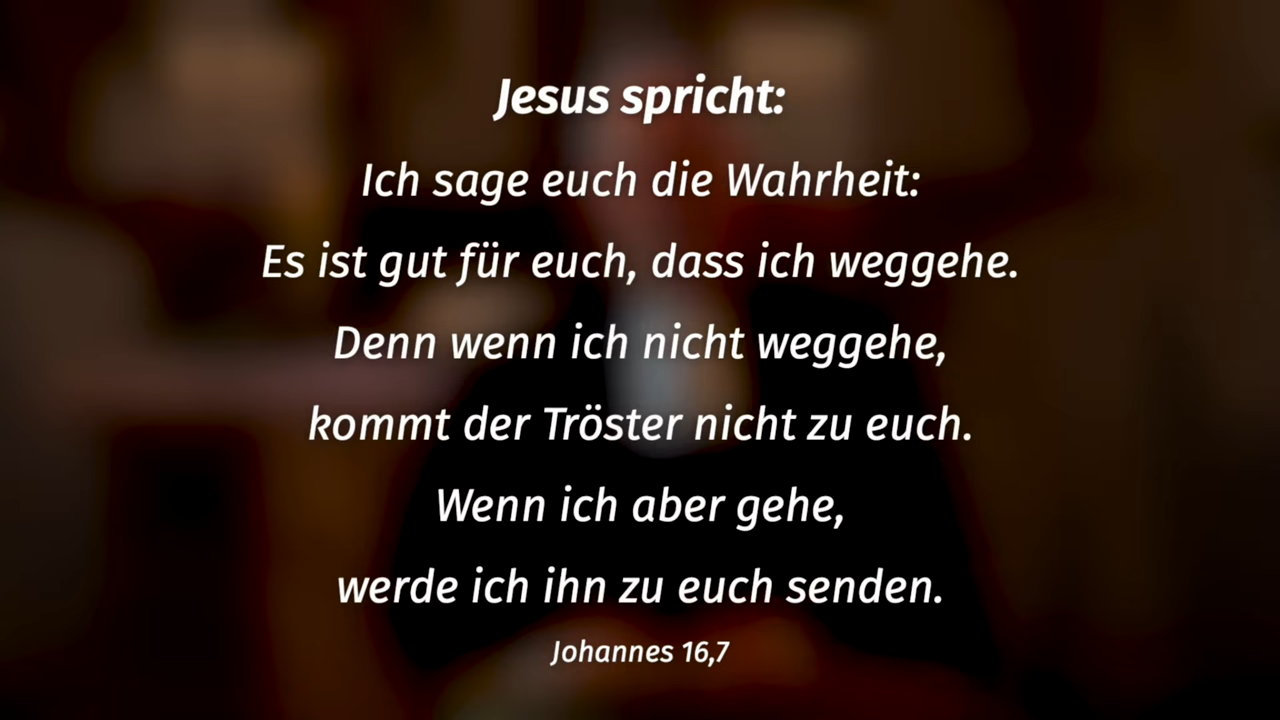 Jesus spricht:
Ich sage euch die Wahrheit:
Es ist gut für euch, dass ich weggehe.
Denn wenn ich nicht weggehe,
kommt der Tröster nicht zu euch.
Wenn ich aber gehe,
werde ich ihn zu euch senden.
Johannes 16,7